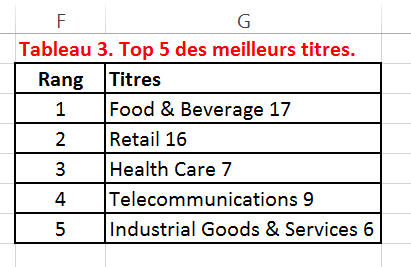 F G
Tableau 3. Top 5 des meilleurs titres.
Rang Titres
1 Food & Beverage 17
2 Retail 16
3 Health Care 7
4 Telecommunications 9
5 Industrial Goods & Services 6